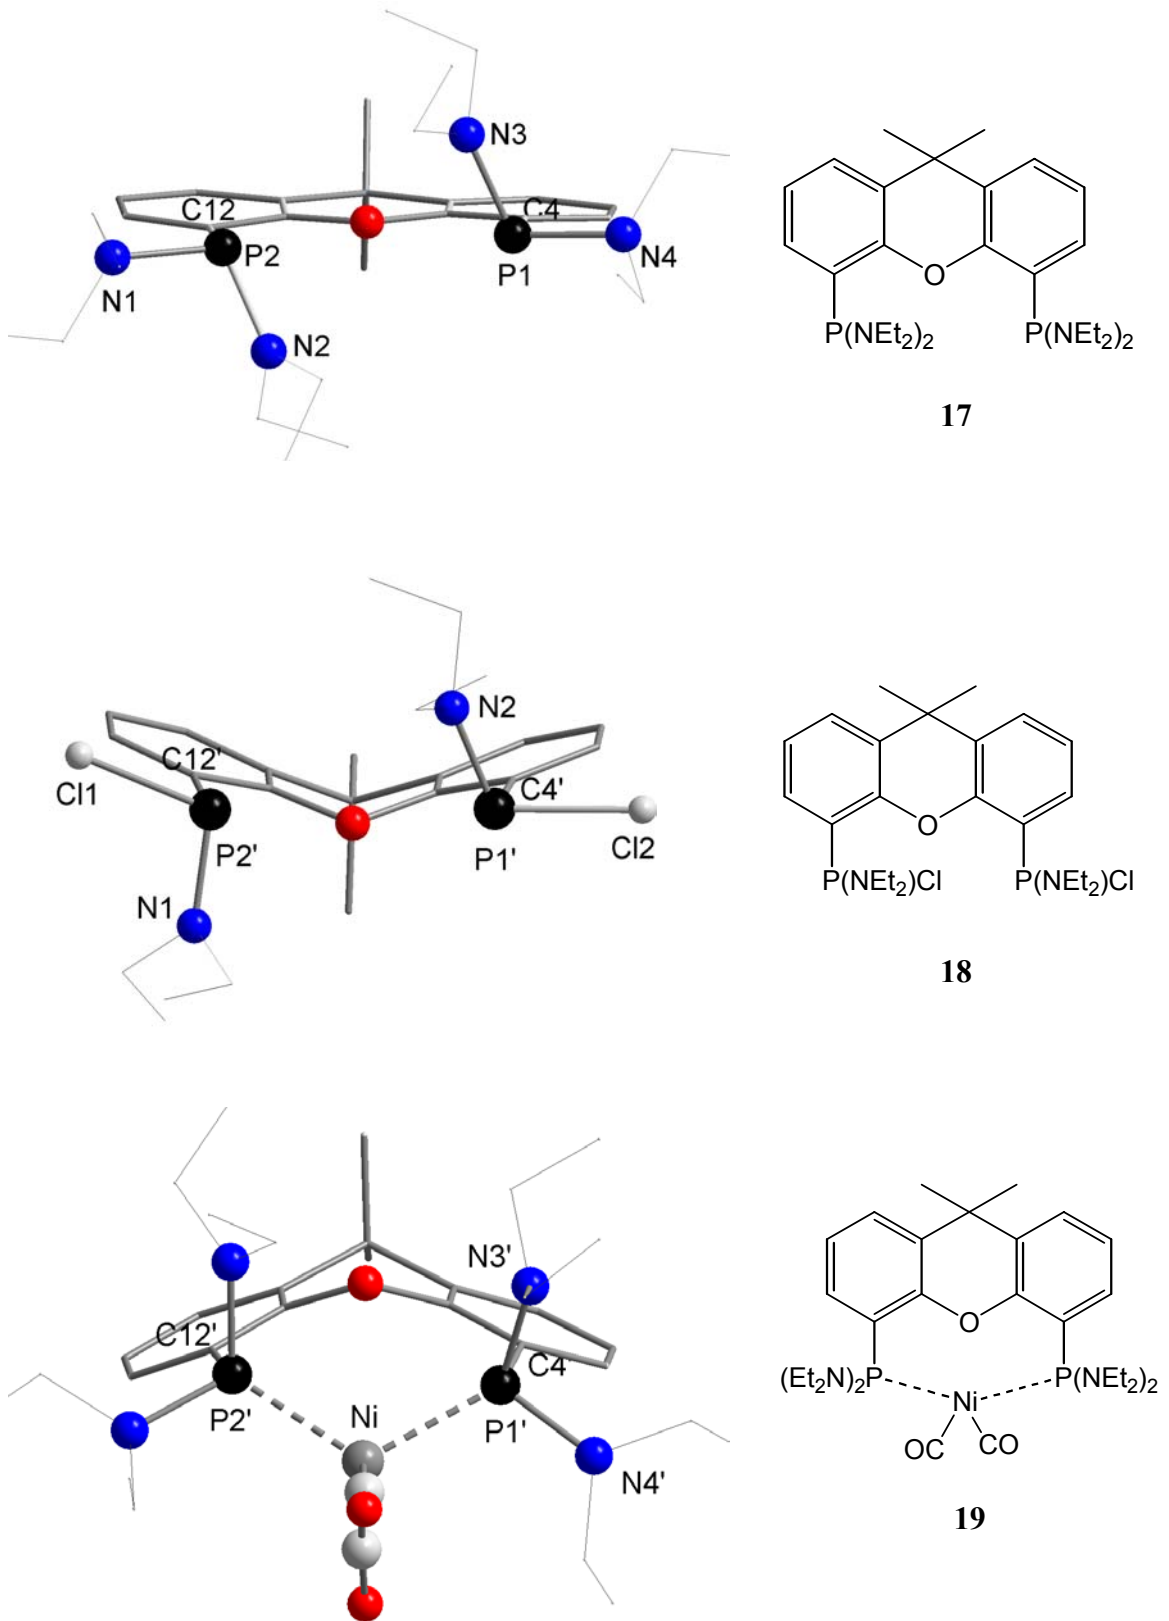 N3
C12
C4
P2
P1
N4
N1
N2
O
P(NEt2)2
P(NEt2)2
17
N2
C12'
C4'
Cl1
P2'
P1'
Cl2
N1
O
P(NEt2)Cl
P(NEt2)Cl
18
N3'
C12'
C4
P2'
Ni
P1'
N4'
O
(Et2N)2P
P(NEt2)2
Ni
OC
CO
19